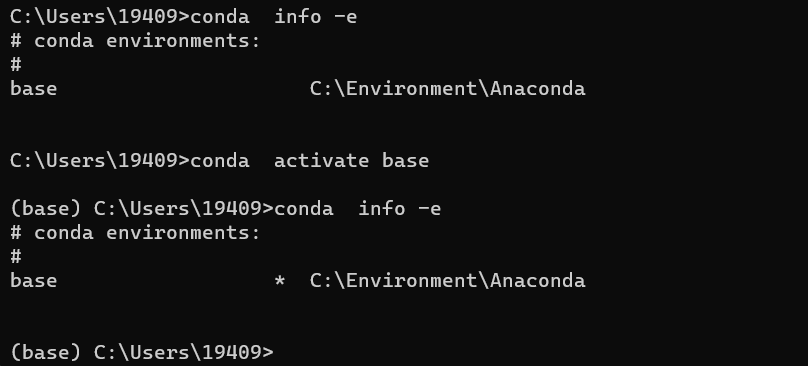 C:\Users\19409>conda  info -e
# conda environments:
#
base                     C:\Environment\Anaconda
C:\Users\19409>conda  activate base
(base) C:\Users\19409>conda  info -e
# conda environments:
#
base                  *  C:\Environment\Anaconda
(base) C:\Users\19409>